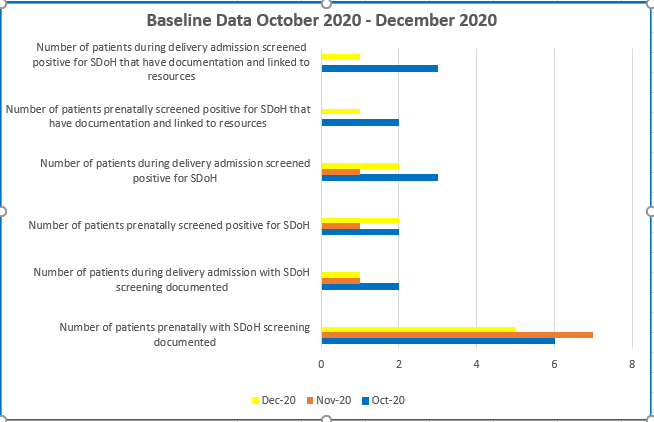 Baseline Data October 2020 - December 2020
Number of patients during delivery admission screened
positive for SDoH that have documentation and linked to
resources
Number of patients prenatally screened positive for SDoH that
have documentation and linked to resources
Number of patients during delivery admission screened
positive for SDoH
Number of patients prenatally screened positive for SDoH
Number of patients during delivery admission with SDoH
screening documented
Number of patients prenatally with SDoH screening
documented
0 2 4 6 8
Dec-20 Nov-20 Oct-20